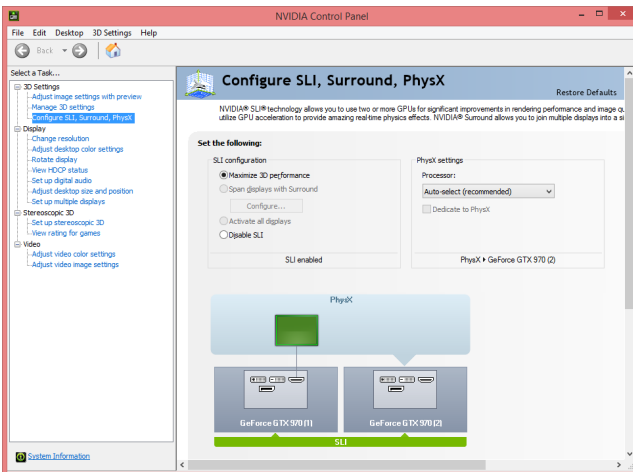 NVIDIA Control Panel
File Edit Desktop 3D Settings Help
Back
Select a Task...
3D Settings
Adjust image settings with preview
Manage 3D settings
Configure SLI, Surround, PhysX
Display
Change resolution
Adjust desktop color settings
Rotate display
View HDCP status
Set up digital audio
Adjust desktop size and position
Set up multiple displays
Stereoscopic 3D
Set up stereoscopic 3D
View rating for games
Video
Adjust video color settings
Adjust video image settings
System Information
Configure SLI, Surround, PhysX
Restore Defaults
NVIDIA® SLI® technology allows you to use two or more GPUs for significant improvements in rendering performance and image qu
utilize GPU acceleration to provide amazing real-time physics effects. NVIDIA® Surround allows you to join multiple displays into a si
Set the following:
SLI configuration
Maximize 3D performance
Span displays with Surround
Configure...
Activate all displays
Disable SLI
SLI enabled
PhysX settings
Processor:
Auto-select (recommended)
Dedicate to PhysX
PhysX GeForce GTX 970 (2)
PhysX
GeForce GTX 970 (1)
GeForce GTX 970 (2)
SLI